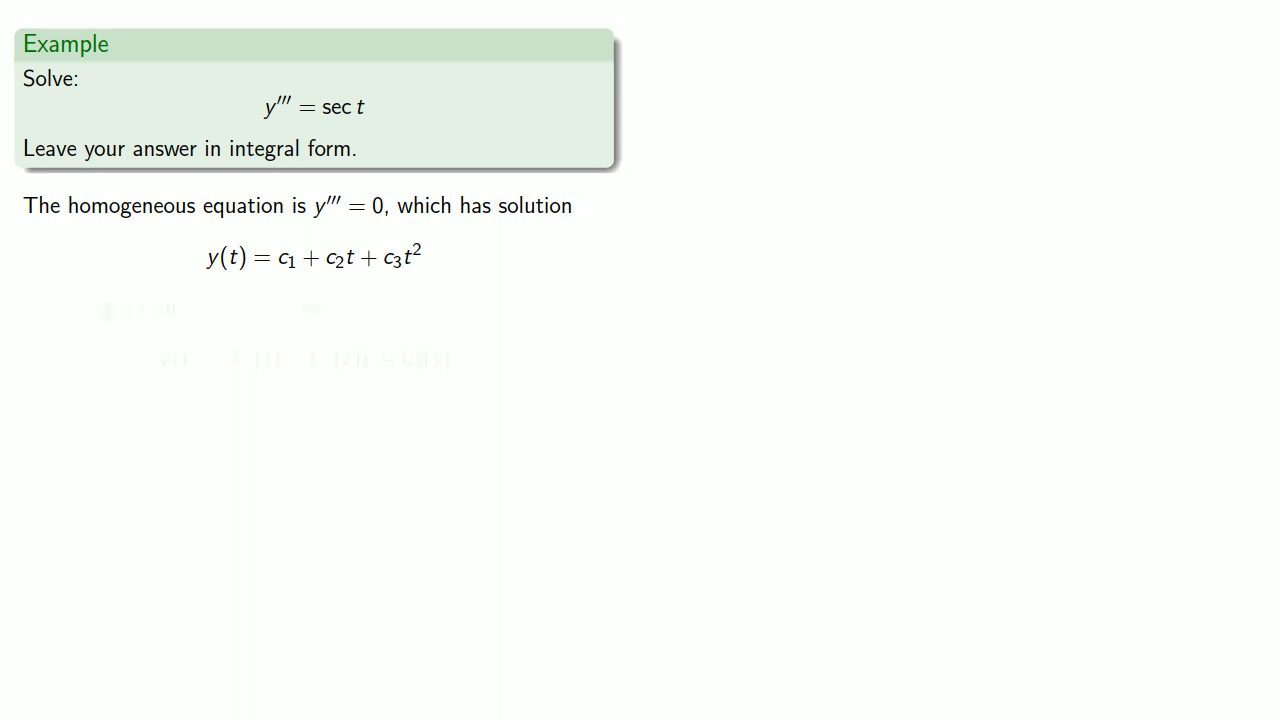 Example
Solve:
y′′′ = sec t
Leave your answer in integral form.
The homogeneous equation is y′′′ = 0, which has solution
y(t) = c₁ + c₂t + c₃t²